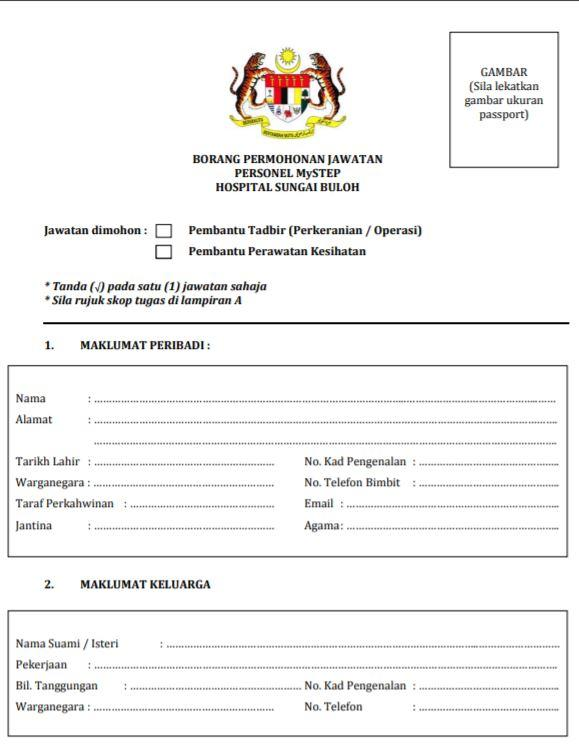 GAMBAR
(Sila lekatkan
gambar ukuran
passport)
BORANG PERMOHONAN JAWATAN
PERSONEL MySTEP
HOSPITAL SUNGAI BULOH
Jawatan dimohon : Pembantu Tadbir (Perkeranian / Operasi)
Pembantu Perawatan Kesihatan
* Tanda (√) pada satu (1) jawatan sahaja
* Sila rujuk skop tugas di lampiran A
1. MAKLUMAT PERIBADI :
Nama : ....................
Alamat : ....................
....................
Tarikh Lahir : .................... No. Kad Pengenalan : ....................
Warganegara : .................... No. Telefon Bimbit : ....................
Taraf Perkahwinan : .................... Email : ....................
Jantina : .................... Agama: ....................
2. MAKLUMAT KELUARGA
Nama Suami / Isteri : ....................
Pekerjaan : ....................
Bil. Tanggungan : .................... No. Kad Pengenalan : ....................
Warganegara : .................... No. Telefon : ....................